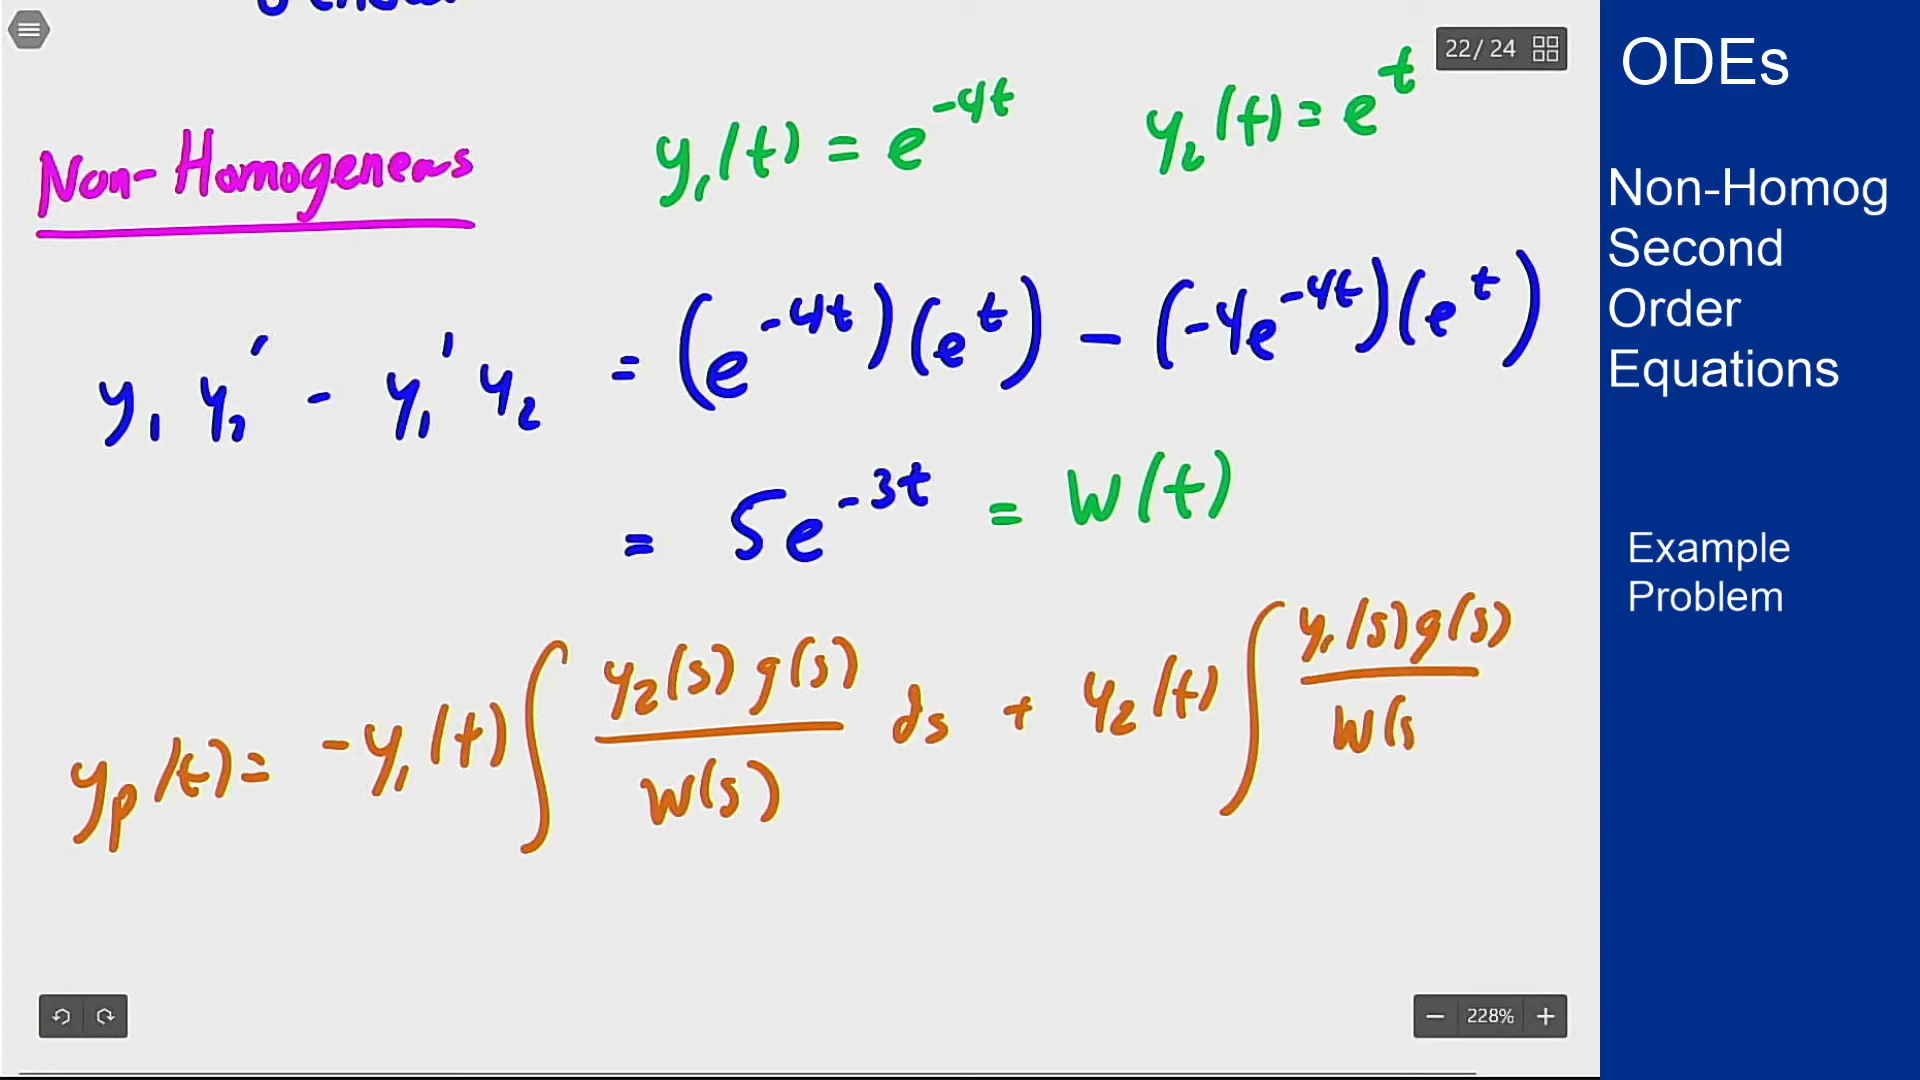 22/ 24
y₁(t) = e^{-4t} y₂(t) = e^{t}
Non-Homogeneous
y₁ y₂' - y₁' y₂ = (e^{-4t})(e^{t}) - (-4e^{-4t})(e^{t})
= 5e^{-3t} = W(t)
y_p(t) = -y₁(t) ∫ y₂(s) g(s) / W(s) ds + y₂(t) ∫ y₁(s) g(s) / W(s
228%
ODEs
Non-Homog
Second
Order
Equations
Example
Problem